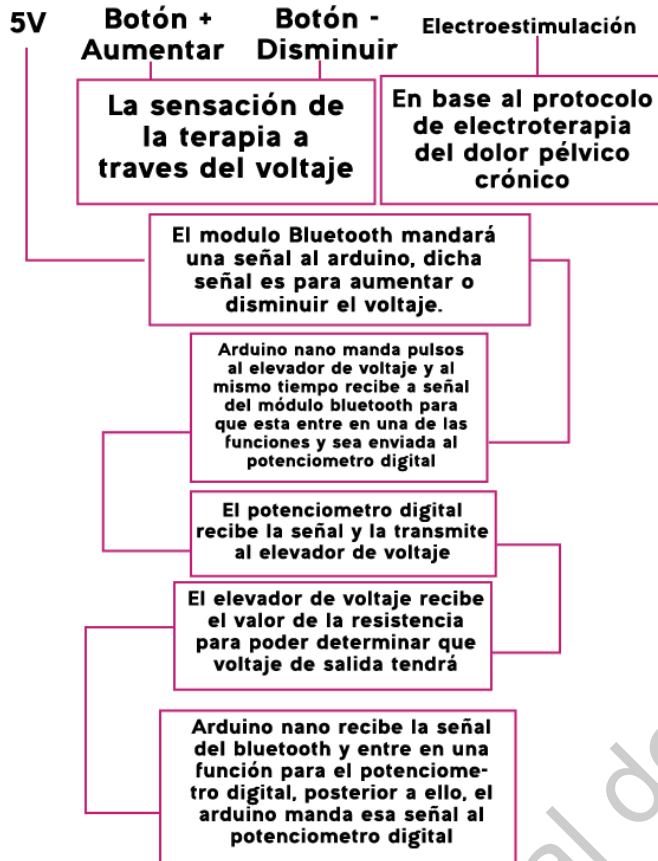 5V
Botón +
Aumentar
Botón -
Disminuir
Electroestimulación
La sensación de
la terapia a
traves del voltaje
En base al protocolo
de electroterapia
del dolor pélvico
crónico
El modulo Bluetooth mandará
una señal al arduino, dicha
señal es para aumentar o
disminuir el voltaje.
Arduino nano manda pulsos
al elevador de voltaje y al
mismo tiempo recibe a señal
del módulo bluetooth para
que esta entre en una de las
funciones y sea enviada al
potenciometro digital
El potenciometro digital
recibe la señal y la transmite
al elevador de voltaje
El elevador de voltaje recibe
el valor de la resistencia
para poder determinar que
voltaje de salida tendrá
Arduino nano recibe la señal
del bluetooth y entre en una
función para el potenciome-
tro digital, posterior a ello, el
arduino manda esa señal al
potenciometro digital